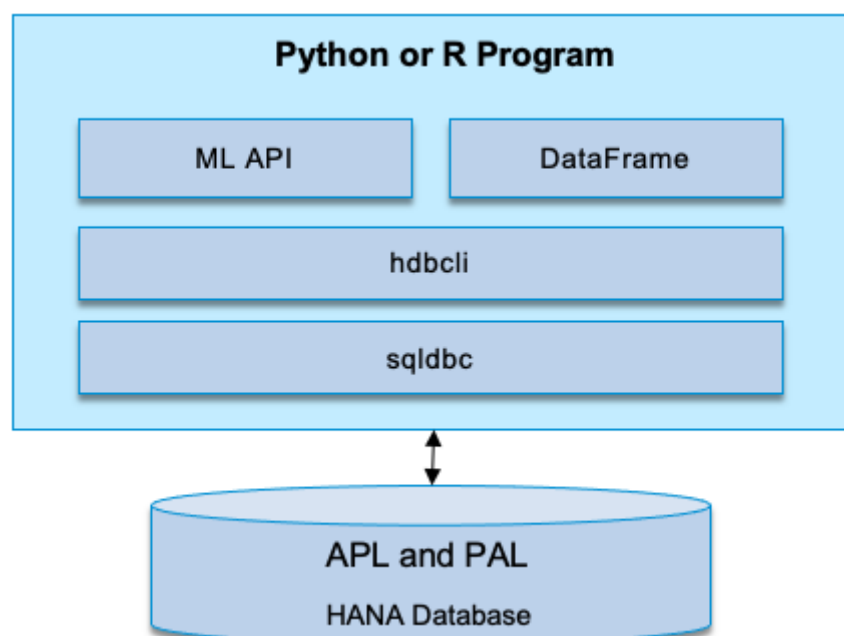 Python or R Program
ML API
DataFrame
hdbcli
sqldbc
APL and PAL
HANA Database